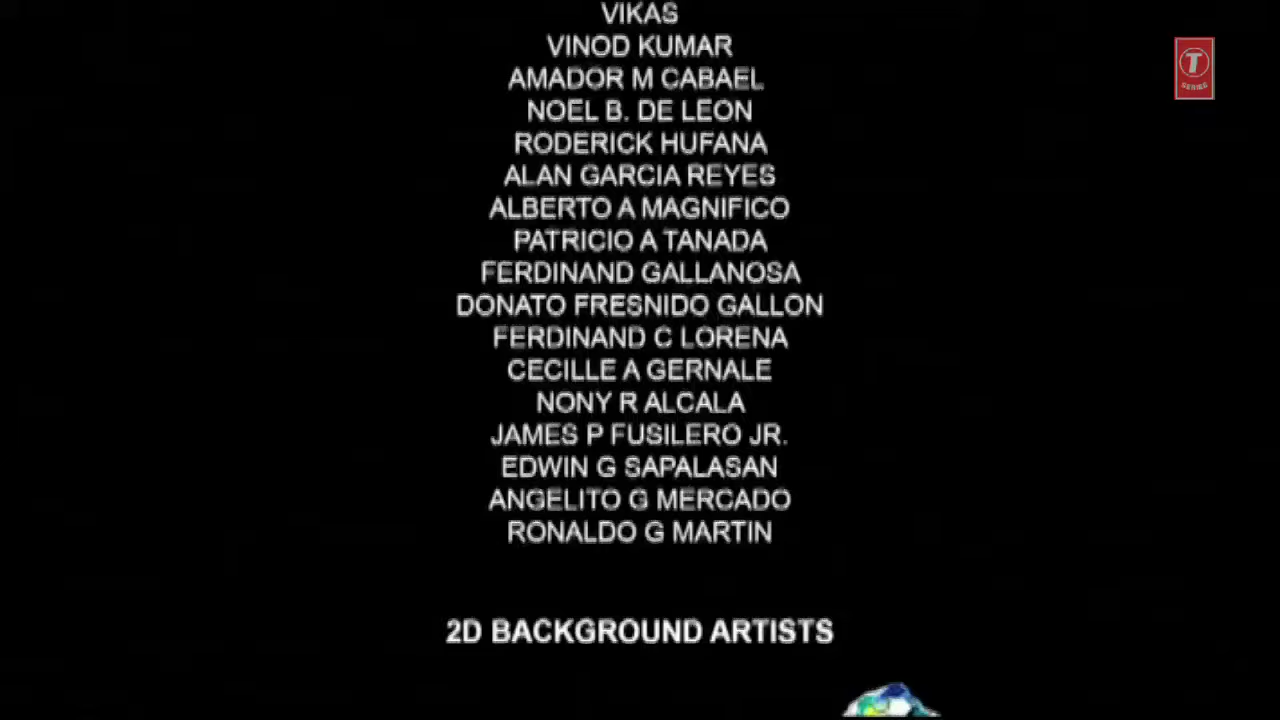 VIKAS
VINOD KUMAR
AMADOR M CABAEL
NOEL B. DE LEON
RODERICK HUFANA
ALAN GARCIA REYES
ALBERTO A MAGNIFICO
PATRICIO A TANADA
FERDINAND GALLANOSA
DONATO FRESNIDO GALLON
FERDINAND C LORENA
CECILLE A GERNALE
NONY R ALCALA
JAMES P FUSILERO JR.
EDWIN G SAPALASAN
ANGELITO G MERCADO
RONALDO G MARTIN
2D BACKGROUND ARTISTS
T
SERIES